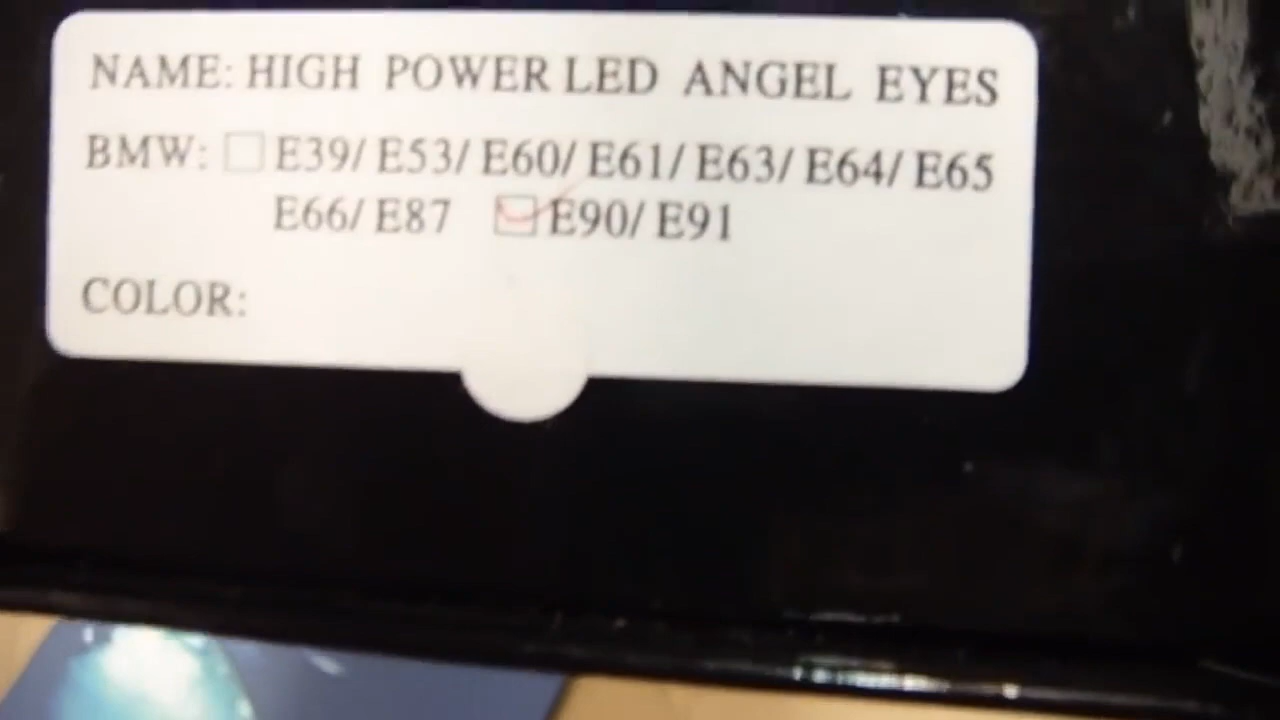 NAME: HIGH POWER LED ANGEL EYES
BMW: E39/ E53/ E60/ E61/ E63/ E64/ E65
E66/ E87 E90/ E91
COLOR: